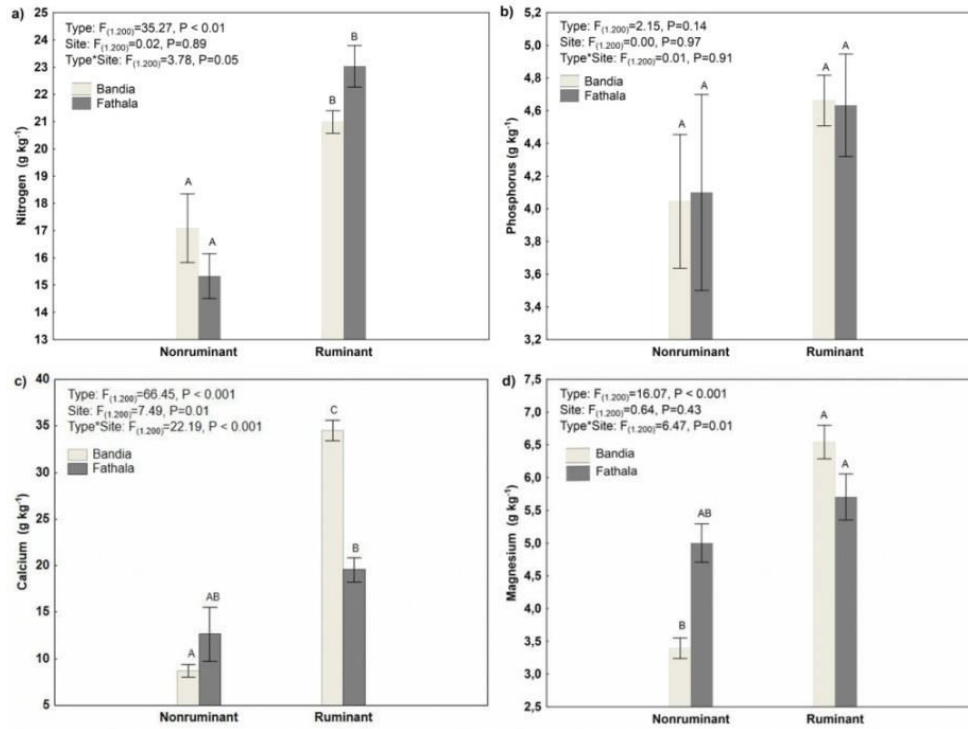 a)
Type: F(1.200)=35.27, P < 0.01
Site: F(1.200)=0.02, P=0.89
Type*Site: F(1.200)=3.78, P=0.05
Bandia
Fathala
Nitrogen (g kg-1)
25
24
23
22
21
20
19
18
17
16
15
14
13
A
A
B
B
Nonruminant
Ruminant
b)
Type: F(1.200)=2.15, P=0.14
Site: F(1.200)=0.00, P=0.97
Type*Site: F(1.200)=0.01, P=0.91
Bandia
Fathala
Phosphorus (g kg-1)
5,2
5,0
4,8
4,6
4,4
4,2
4,0
3,8
3,6
3,4
3,2
A
A
A
A
Nonruminant
Ruminant
c)
Type: F(1.200)=66.45, P < 0.001
Site: F(1.200)=7.49, P=0.01
Type*Site: F(1.200)=22.19, P < 0.001
Bandia
Fathala
Calcium (g kg-1)
40
35
30
25
20
15
10
5
A
AB
C
B
Nonruminant
Ruminant
d)
Type: F(1.200)=16.07, P < 0.001
Site: F(1.200)=0.64, P=0.43
Type*Site: F(1.200)=6.47, P=0.01
Bandia
Fathala
Magnesium (g kg-1)
7,5
7,0
6,5
6,0
5,5
5,0
4,5
4,0
3,5
3,0
2,5
B
AB
A
A
Nonruminant
Ruminant